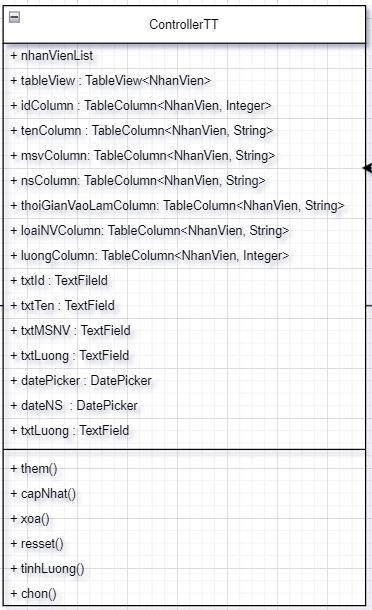 ControllerTT
+ nhanVienList
+ tableView : TableView<NhanVien>
+ idColumn : TableColumn<NhanVien, Integer>
+ tenColumn : TableColumn<NhanVien, String>
+ msvColumn: TableColumn<NhanVien, String>
+ nsColumn: TableColumn<NhanVien, String>
+ thoiGianVaoLamColumn: TableColumn<NhanVien, String>
+ loaiNVColumn: TableColumn<NhanVien, String>
+ luongColumn: TableColumn<NhanVien, Integer>
+ txtId : TextFileld
+ txtTen : TextField
+ txtMSNV : TextField
+ txtLuong : TextField
+ datePicker : DatePicker
+ dateNS : DatePicker
+ txtLuong : TextField
+ them()
+ capNhat()
+ xoa()
+ resset()
+ tinhLuong()
+ chon()